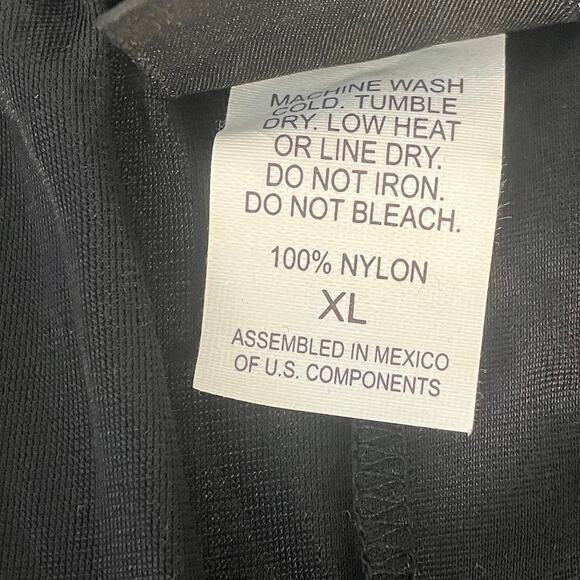 MACHINE WASH
COLD. TUMBLE
DRY. LOW HEAT
OR LINE DRY.
DO NOT IRON.
DO NOT BLEACH.
100% NYLON
XL
ASSEMBLED IN MEXICO
OF U.S. COMPONENTS